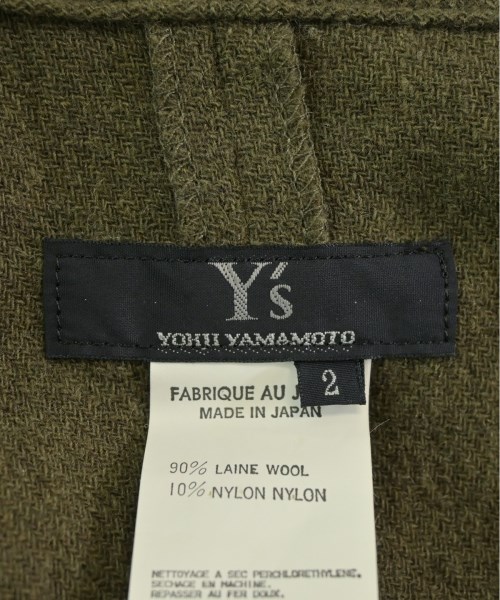 Y's
YOHJI YAMAMOTO
2
FABRIQUE AU J
MADE IN JAPAN
90% LAINE WOOL
10% NYLON NYLON
NETTOYAGE A SEC PERCHLORETHYLENE.
SECHAGE EN MACHINE.
REPASSER AU FER DOUX.